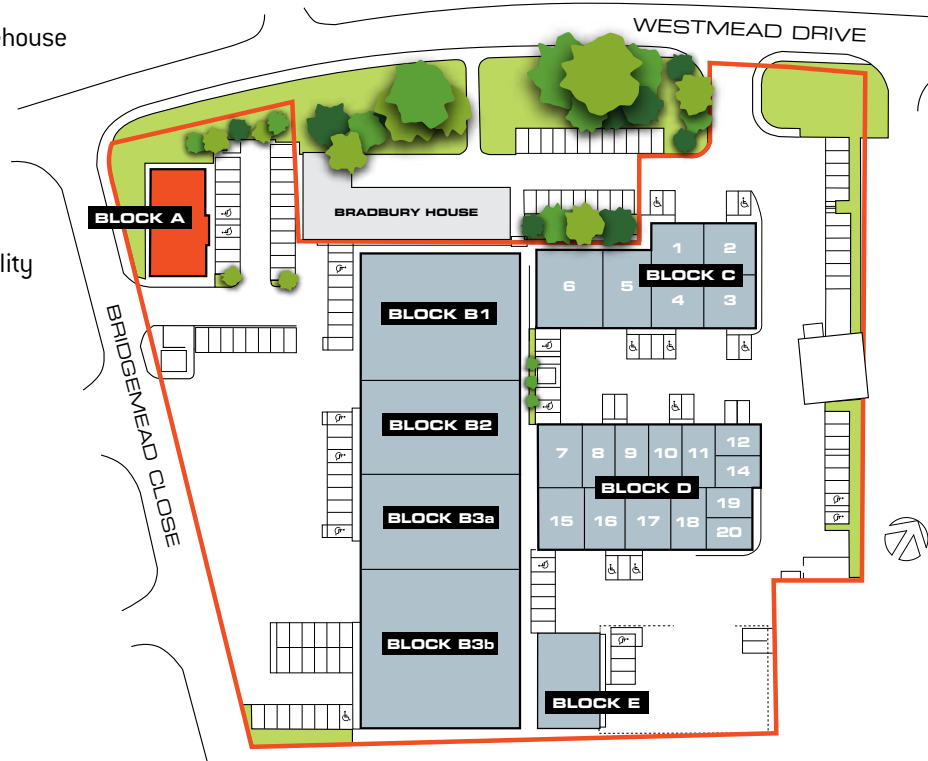 WESTMEAD DRIVE
ehouse
BLOCK A
BRADBURY HOUSE
lity
1
2
BLOCK C
6
5
4
3
BLOCK B1
BRIDGEMEAD CLOSE
BLOCK B2
7
8
9
10
11
12
14
BLOCK D
BLOCK B3a
15
16
17
18
19
20
BLOCK B3b
BLOCK E